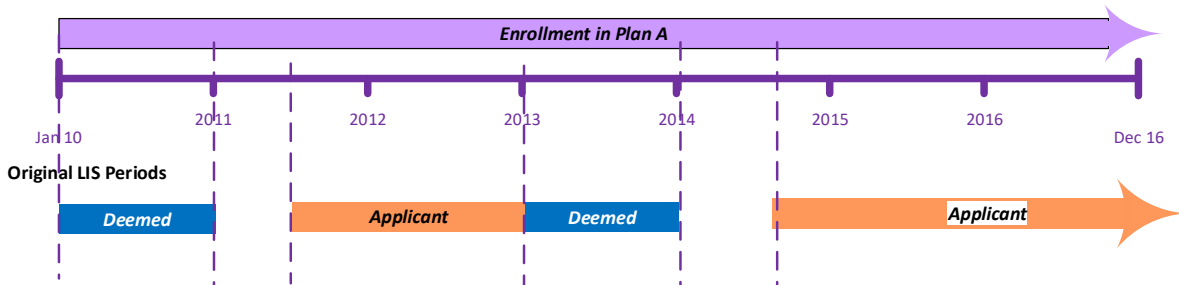 Enrollment in Plan A
2011 2012 2013 2014 2015 2016
Jan 10 Dec 16
Original LIS Periods
Deemed Applicant Deemed Applicant